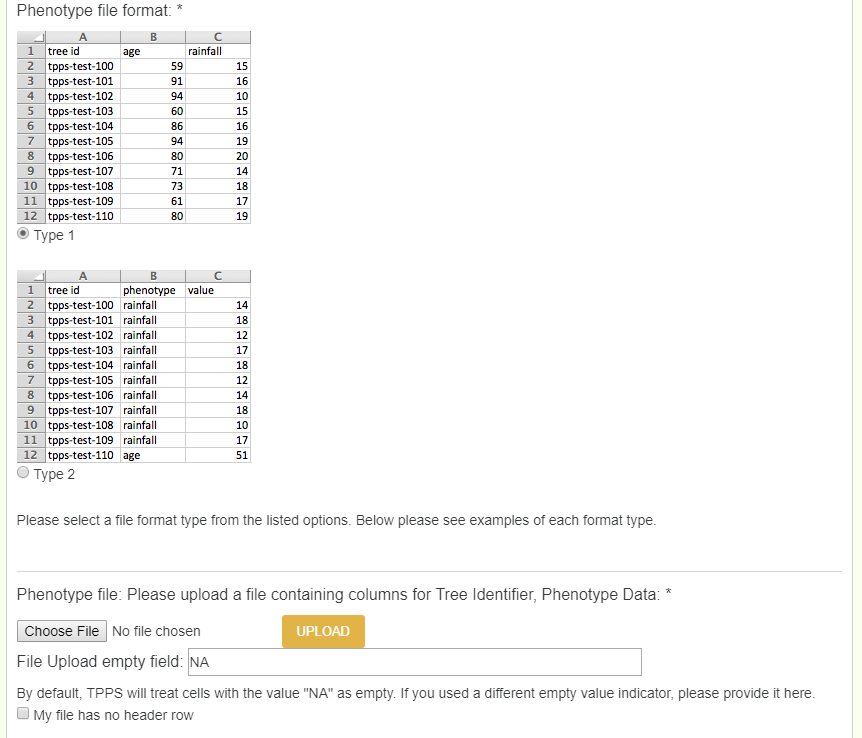 Phenotype file format: *
A B C
1 tree id age rainfall
2 tpps-test-100 59 15
3 tpps-test-101 91 16
4 tpps-test-102 94 10
5 tpps-test-103 60 15
6 tpps-test-104 86 16
7 tpps-test-105 94 19
8 tpps-test-106 80 20
9 tpps-test-107 71 14
10 tpps-test-108 73 18
11 tpps-test-109 61 17
12 tpps-test-110 80 19
Type 1
A B C
1 tree id phenotype value
2 tpps-test-100 rainfall 14
3 tpps-test-101 rainfall 18
4 tpps-test-102 rainfall 12
5 tpps-test-103 rainfall 17
6 tpps-test-104 rainfall 18
7 tpps-test-105 rainfall 12
8 tpps-test-106 rainfall 14
9 tpps-test-107 rainfall 18
10 tpps-test-108 rainfall 10
11 tpps-test-109 rainfall 17
12 tpps-test-110 age 51
Type 2
Please select a file format type from the listed options. Below please see examples of each format type.
Phenotype file: Please upload a file containing columns for Tree Identifier, Phenotype Data: *
Choose File No file chosen UPLOAD
File Upload empty field: NA
By default, TPPS will treat cells with the value "NA" as empty. If you used a different empty value indicator, please provide it here.
My file has no header row